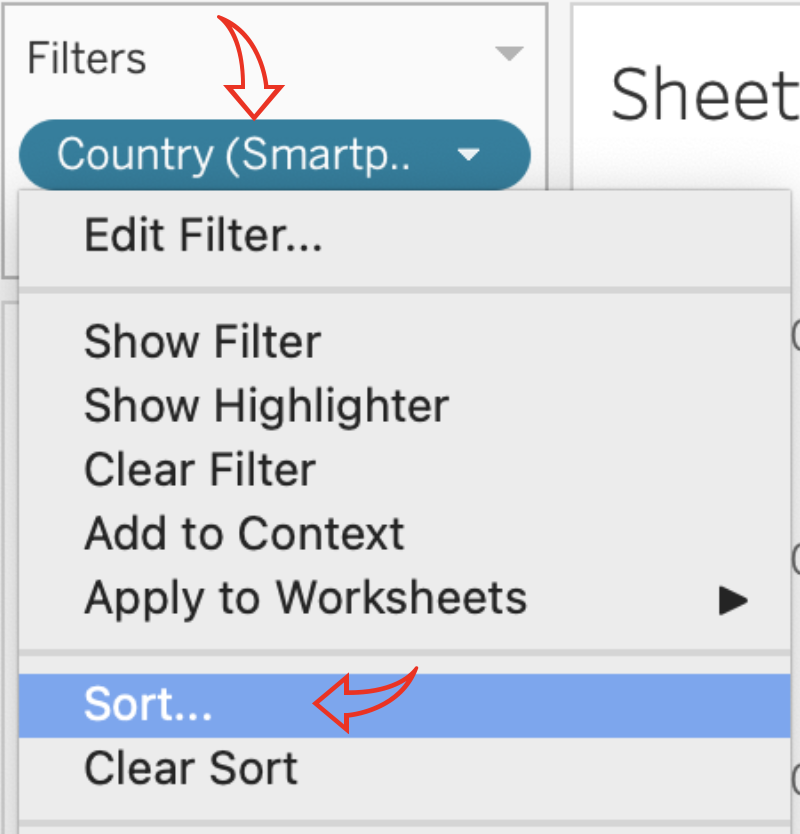 Filters
Sheet
Country (Smartp..
Edit Filter...
Show Filter
Show Highlighter
Clear Filter
Add to Context
Apply to Worksheets
Sort...
Clear Sort